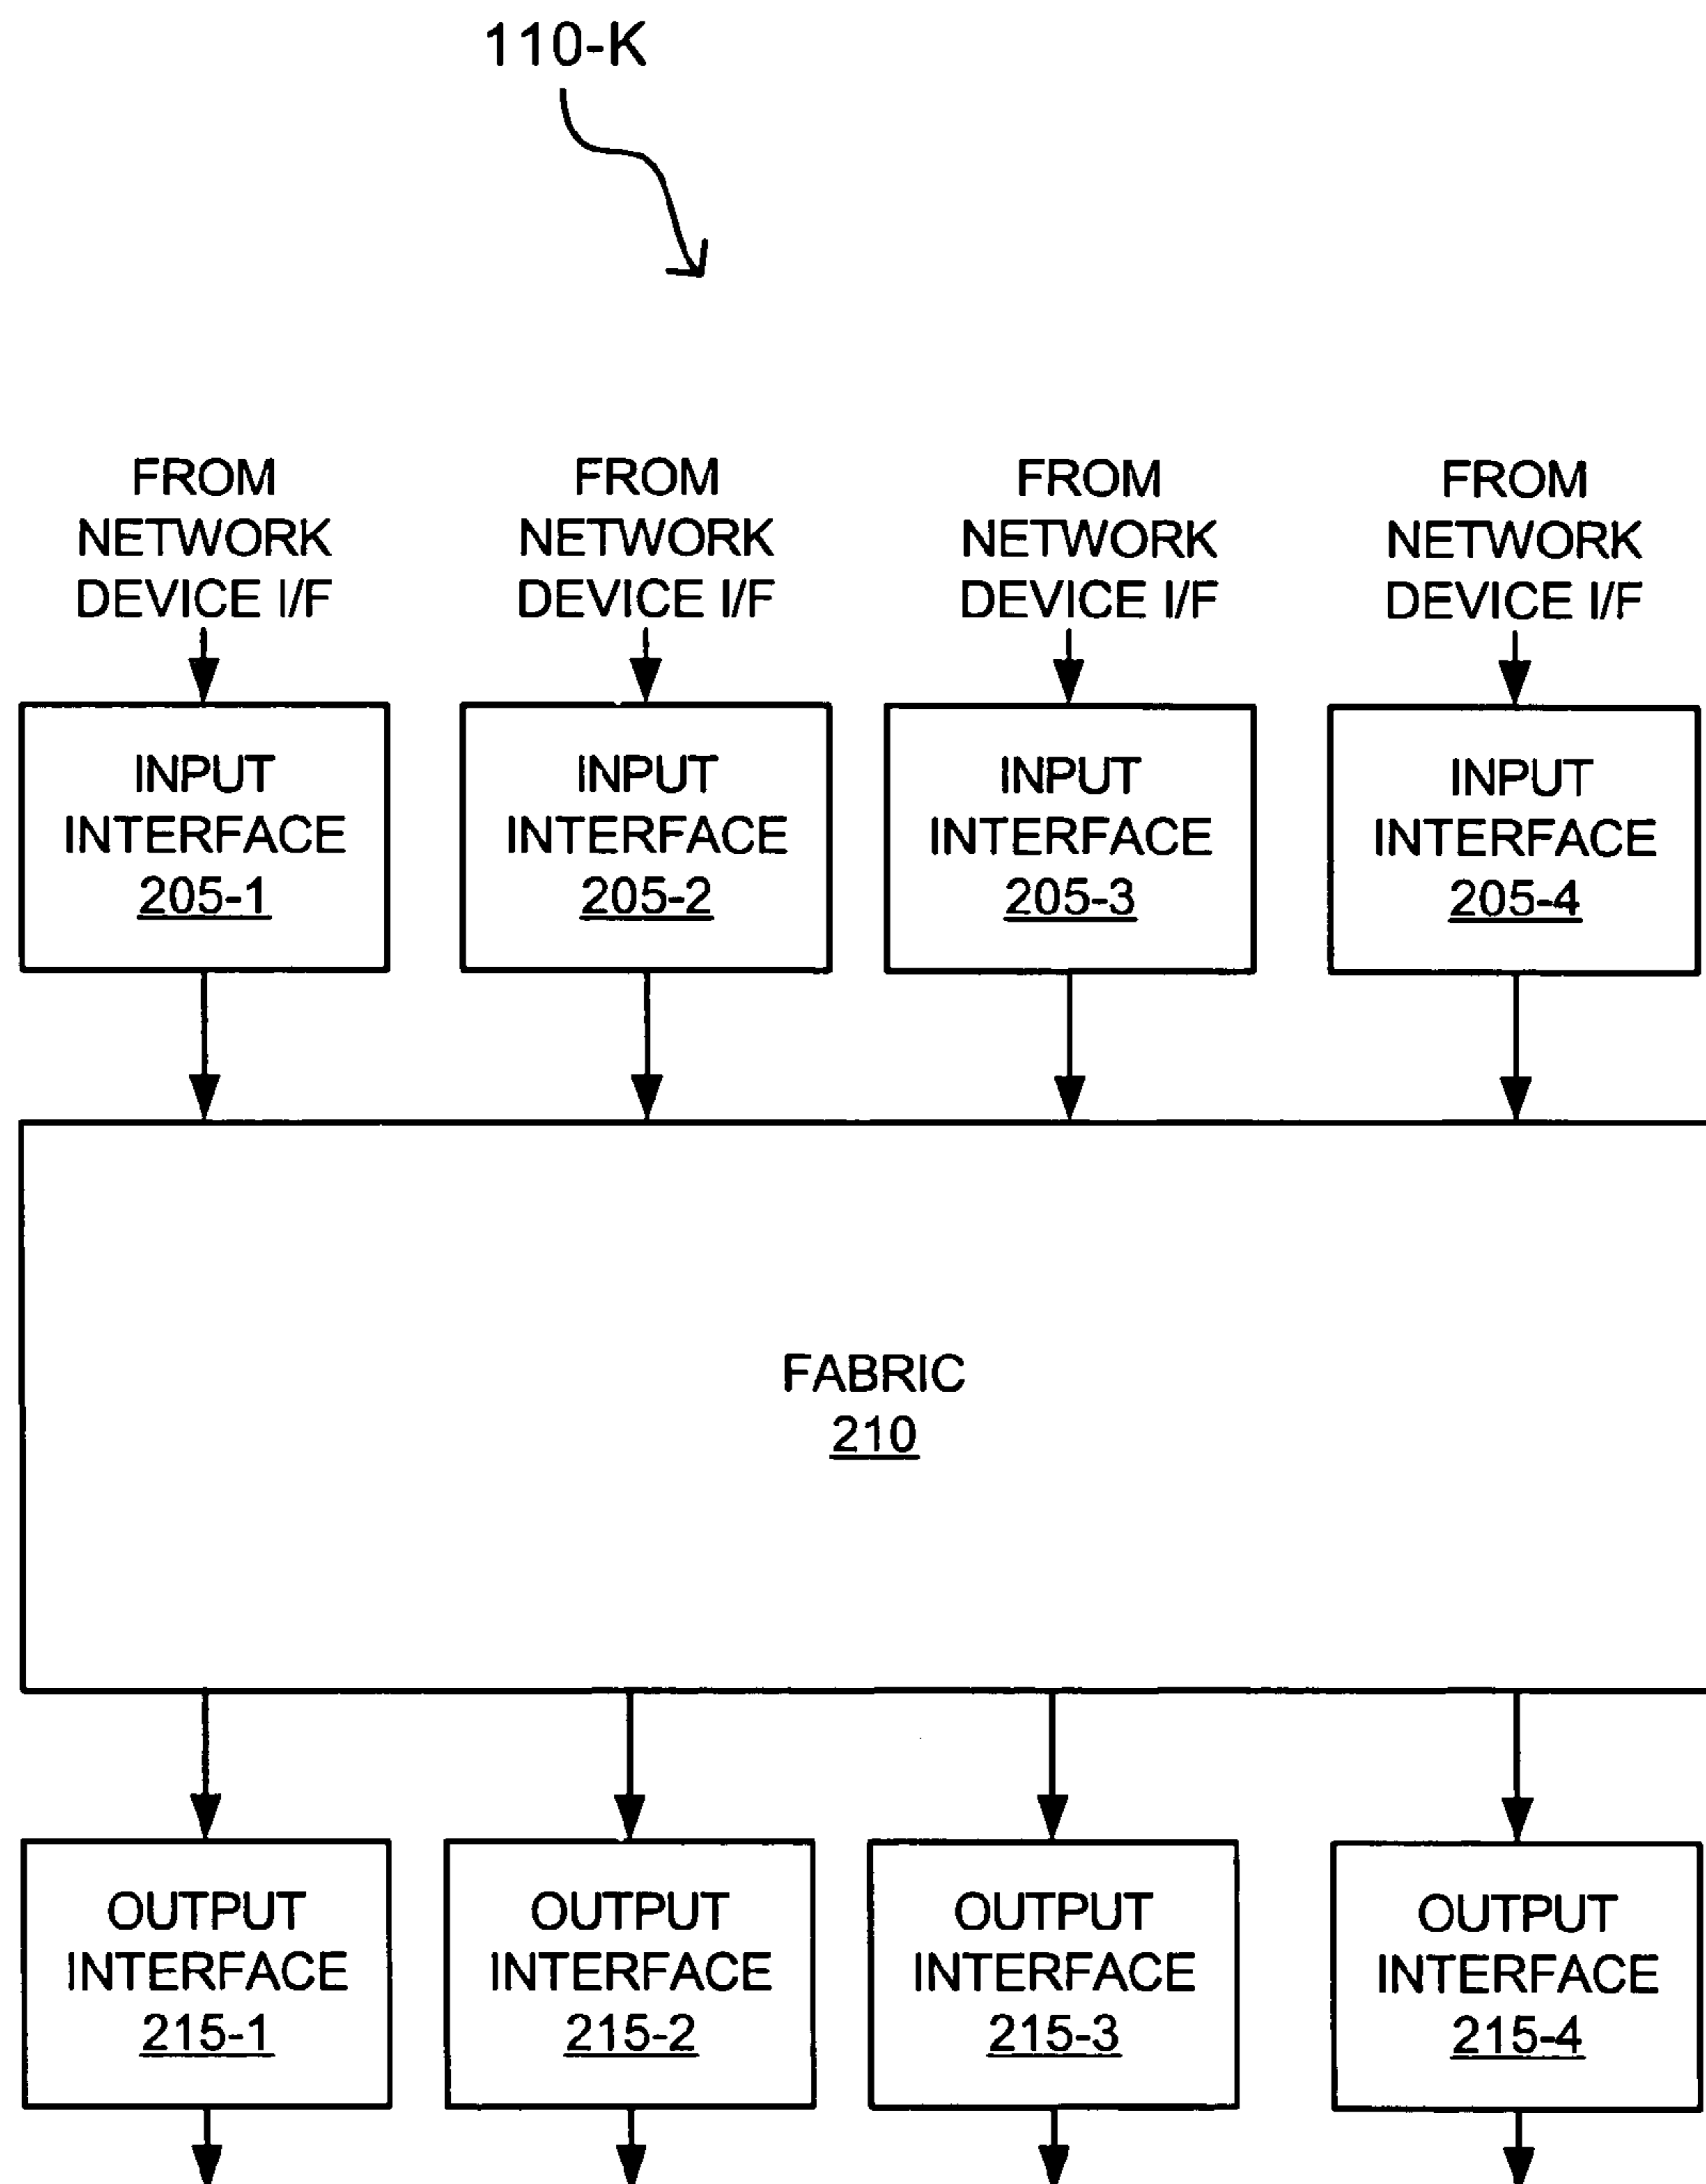 110-K
FROM
NETWORK
DEVICE I/F
FROM
NETWORK
DEVICE I/F
FROM
NETWORK
DEVICE I/F
FROM
NETWORK
DEVICE I/F
INPUT
INTERFACE
205-1
INPUT
INTERFACE
205-2
INPUT
INTERFACE
205-3
INPUT
INTERFACE
205-4
FABRIC
210
OUTPUT
INTERFACE
215-1
OUTPUT
INTERFACE
215-2
OUTPUT
INTERFACE
215-3
OUTPUT
INTERFACE
215-4